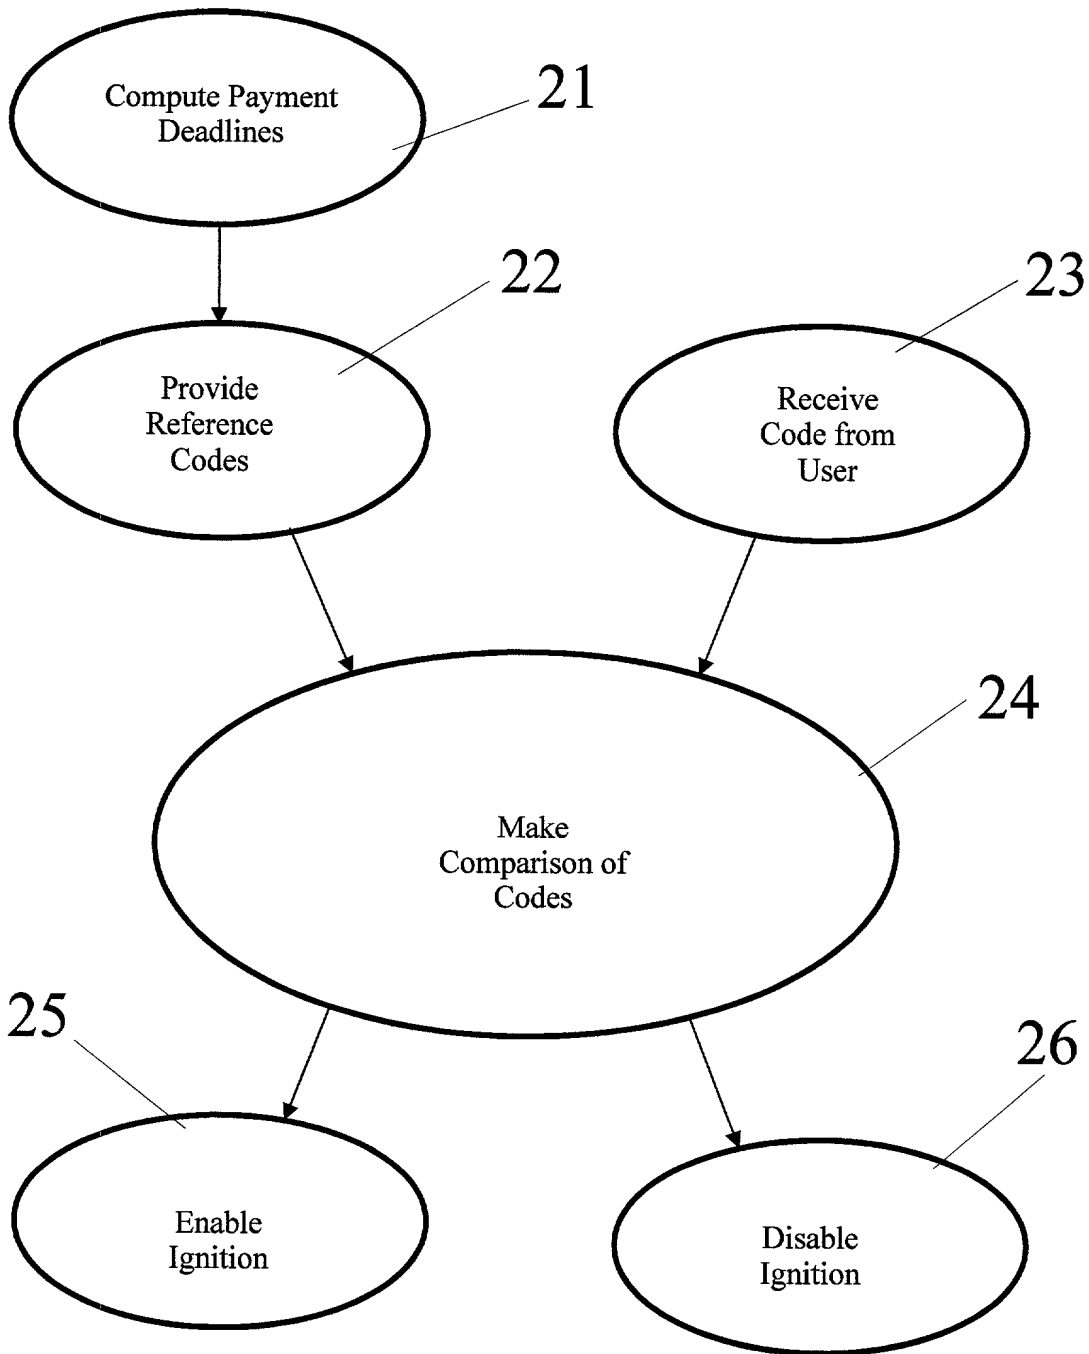 Compute Payment
Deadlines
21
22
Provide
Reference
Codes
23
Receive
Code from
User
24
Make
Comparison of
Codes
25
Enable
Ignition
26
Disable
Ignition